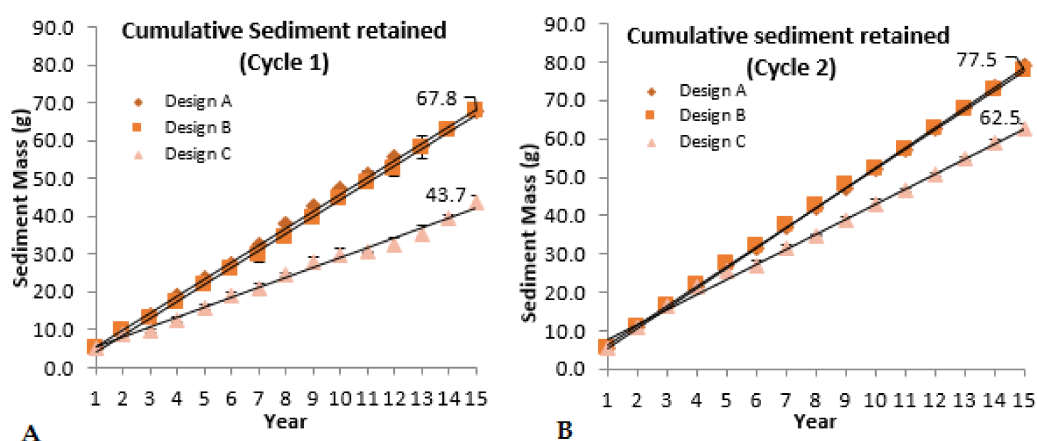 Cumulative Sediment retained
(Cycle 1)
Sediment Mass (g)
90.0
80.0
70.0
60.0
50.0
40.0
30.0
20.0
10.0
0.0
Design A
Design B
Design C
67.8
43.7
1 2 3 4 5 6 7 8 9 10 11 12 13 14 15
Year
A
Cumulative sediment retained
(Cycle 2)
Sediment Mass (g)
90.0
80.0
70.0
60.0
50.0
40.0
30.0
20.0
10.0
0.0
Design A
Design B
Design C
77.5
62.5
1 2 3 4 5 6 7 8 9 10 11 12 13 14 15
Year
B